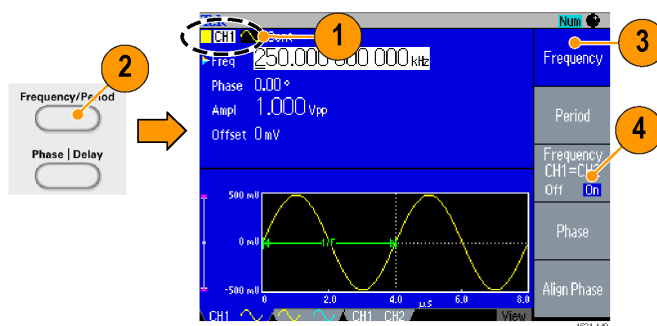 Tek
Num
CH1
Cont
1
3
Freq
250.000 000 000 kHz
Frequency
2
Frequency/Period
Phase 0.00 °
Ampl 1.000 Vpp
Offset 0 mV
Period
4
Frequency
CH1=CH2
Off On
Phase | Delay
500 mV
Phase
0 mV
1/F
-500 mV
0 2.0 4.0 µs 6.0 8.0
Align Phase
CH1 CH1 CH2 View